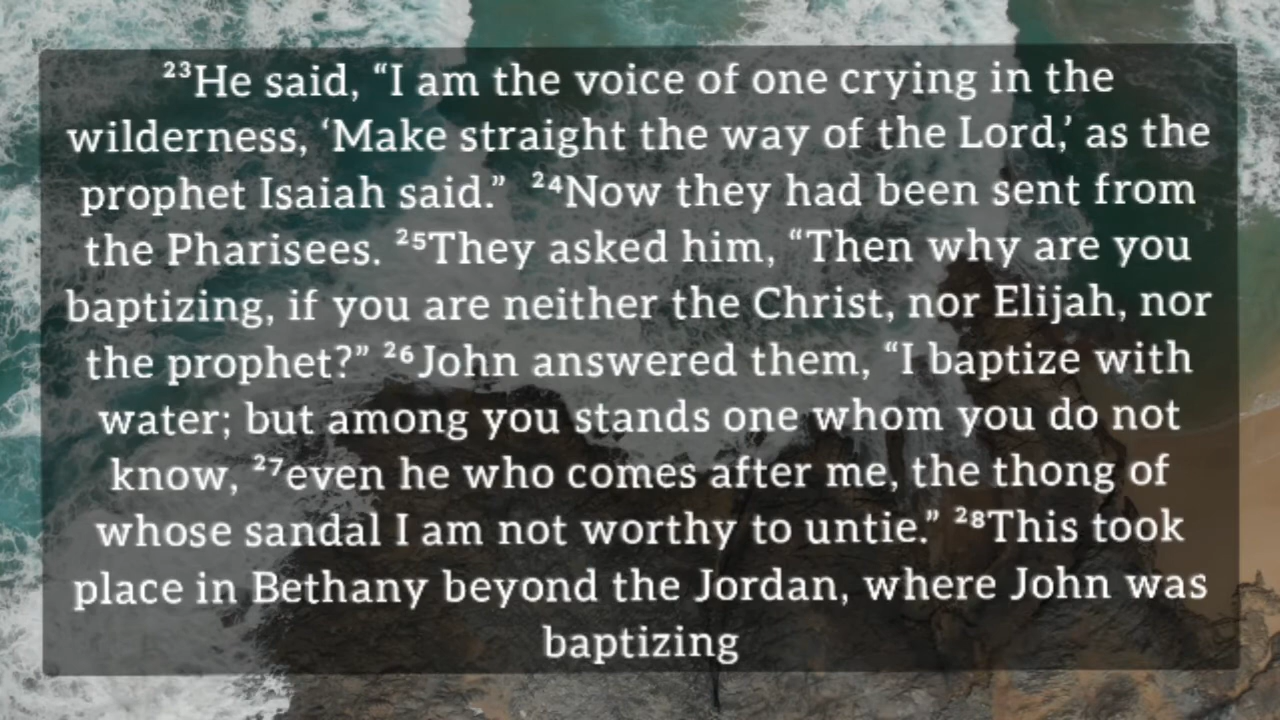 ²³He said, “I am the voice of one crying in the
wilderness, ‘Make straight the way of the Lord,’ as the
prophet Isaiah said.”  ²⁴Now they had been sent from
the Pharisees. ²⁵They asked him, “Then why are you
baptizing, if you are neither the Christ, nor Elijah, nor
the prophet?” ²⁶John answered them, “I baptize with
water; but among you stands one whom you do not
know, ²⁷even he who comes after me, the thong of
whose sandal I am not worthy to untie.” ²⁸This took
place in Bethany beyond the Jordan, where John was
baptizing